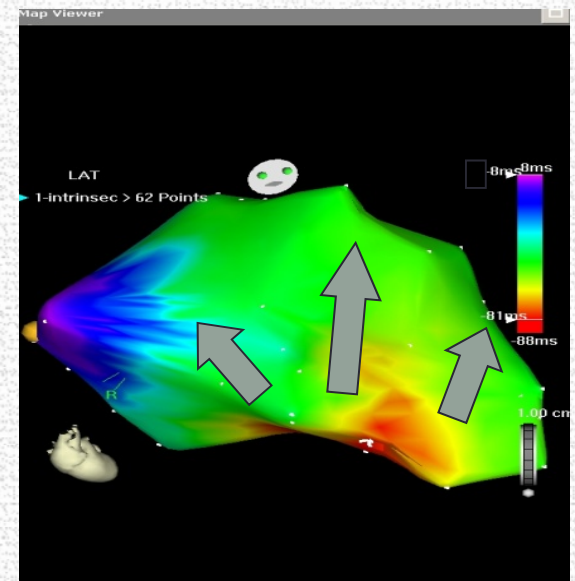 Map Viewer
LAT
1-intrinsec > 62 Points
-8ms
8ms
-81ms
-88ms
1.00 cm
R